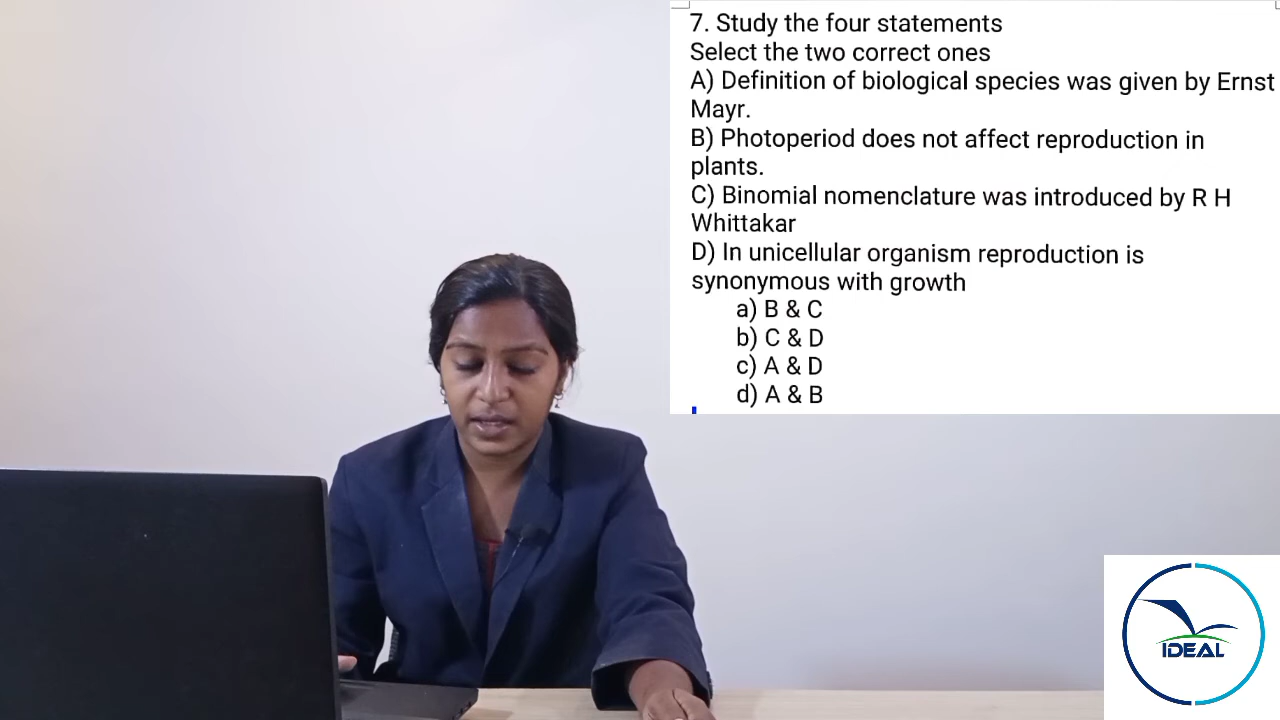 7. Study the four statements
Select the two correct ones
A) Definition of biological species was given by Ernst
Mayr.
B) Photoperiod does not affect reproduction in
plants.
C) Binomial nomenclature was introduced by R H
Whittakar
D) In unicellular organism reproduction is
synonymous with growth
a) B & C
b) C & D
c) A & D
d) A & B
IDEAL